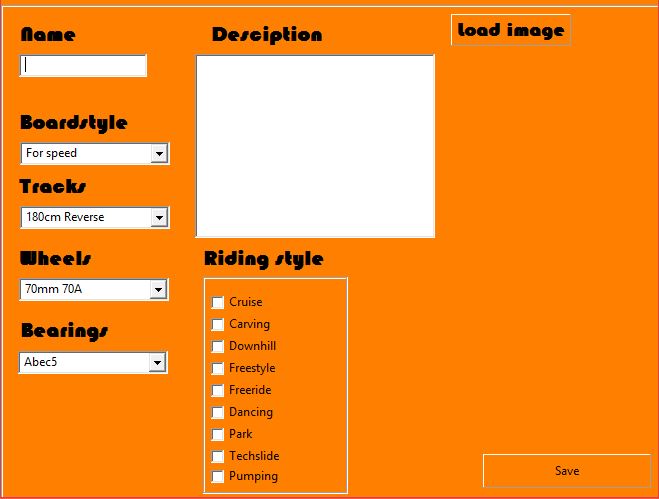 Name
Desciption
Load image
Boardstyle
For speed
Tracks
180cm Reverse
Wheels
70mm 70A
Bearings
Abec5
Riding style
Cruise
Carving
Downhill
Freestyle
Freeride
Dancing
Park
Techslide
Pumping
Save